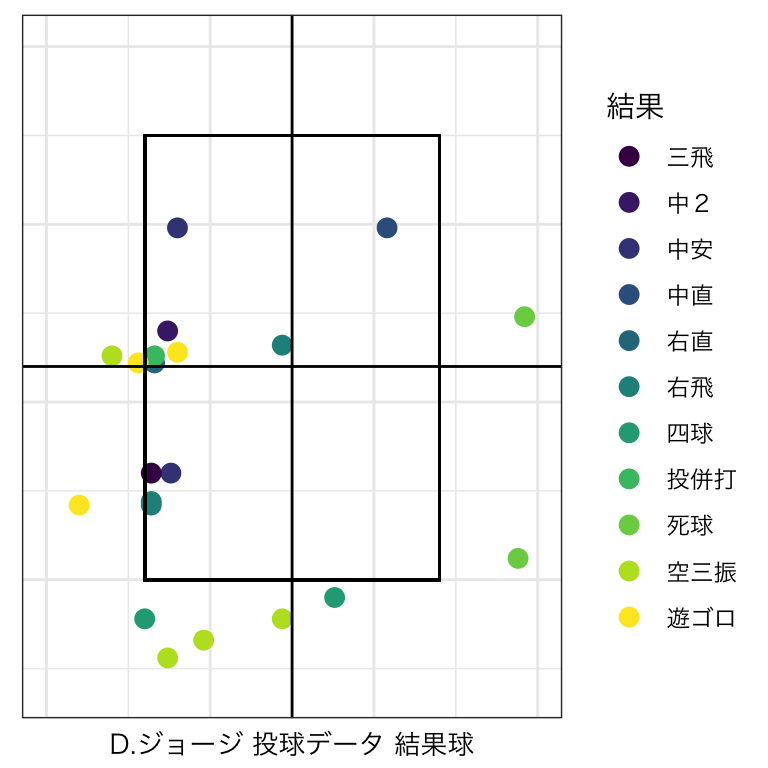 結果
三飛
中２
中安
中直
右直
右飛
四球
投併打
死球
空三振
遊ゴロ
D.ジョージ 投球データ 結果球